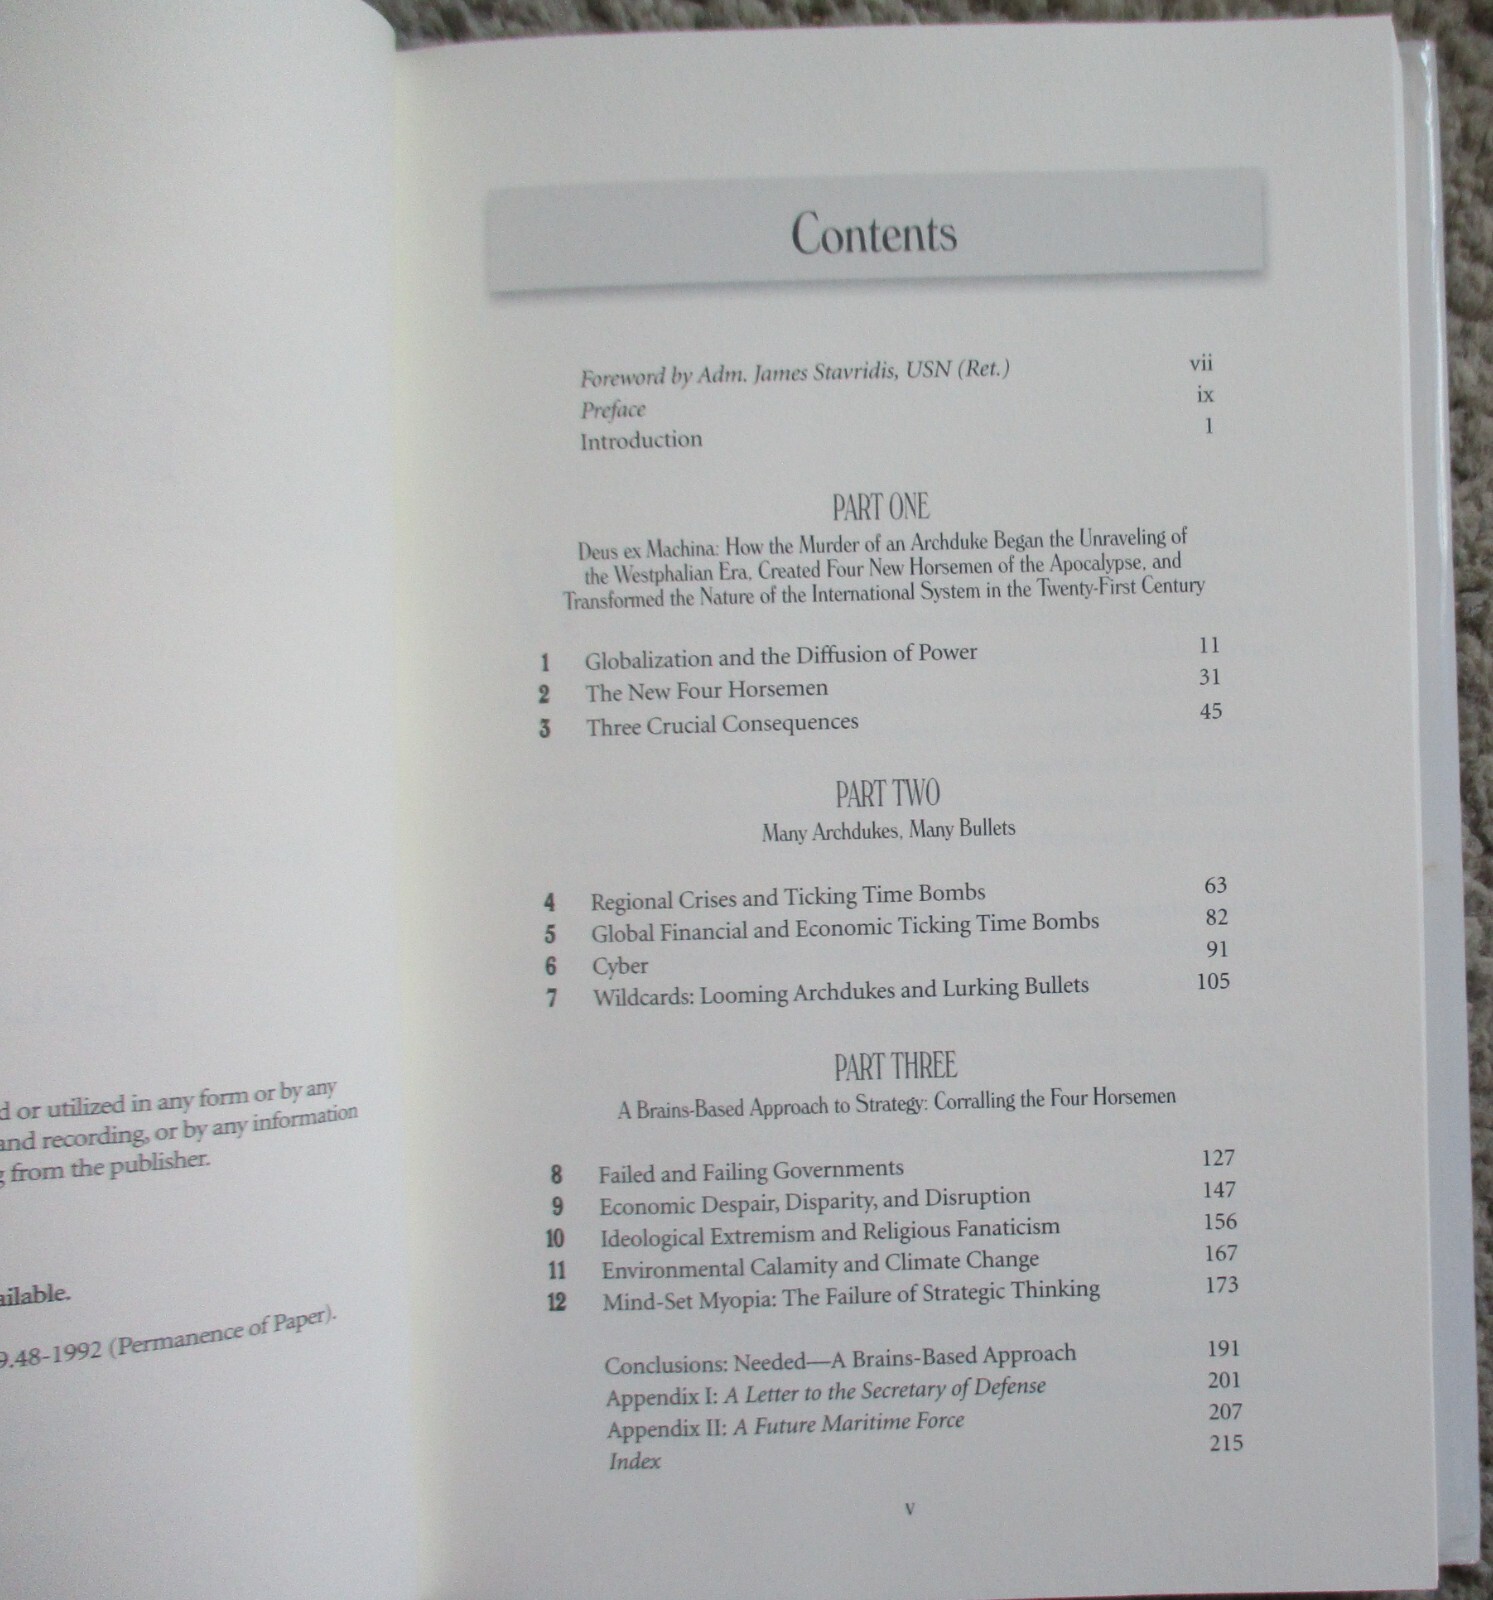 d or utilized in any form or by any
and recording, or by any information
g from the publisher.
ailable.
9.48-1992 (Permanence of Paper).
Contents
Foreword by Adm. James Stavridis, USN (Ret.) vii
Preface ix
Introduction 1
PART ONE
Deus ex Machina: How the Murder of an Archduke Began the Unraveling of
the Westphalian Era, Created Four New Horsemen of the Apocalypse, and
Transformed the Nature of the International System in the Twenty-First Century
1 Globalization and the Diffusion of Power 11
2 The New Four Horsemen 31
3 Three Crucial Consequences 45
PART TWO
Many Archdukes, Many Bullets
4 Regional Crises and Ticking Time Bombs 63
5 Global Financial and Economic Ticking Time Bombs 82
6 Cyber 91
7 Wildcards: Looming Archdukes and Lurking Bullets 105
PART THREE
A Brains-Based Approach to Strategy: Corralling the Four Horsemen
8 Failed and Failing Governments 127
9 Economic Despair, Disparity, and Disruption 147
10 Ideological Extremism and Religious Fanaticism 156
11 Environmental Calamity and Climate Change 167
12 Mind-Set Myopia: The Failure of Strategic Thinking 173
Conclusions: Needed—A Brains-Based Approach 191
Appendix I: A Letter to the Secretary of Defense 201
Appendix II: A Future Maritime Force 207
Index 215
v